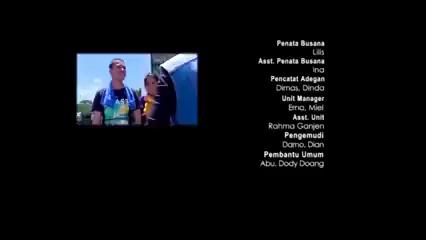 Penata Busana
Lilis
Asst. Penata Busana
Ina
Pencatat Adegan
Dimas, Dinda
Unit Manager
Erna, Miel
Asst. Unit
Rahma Ganjen
Pengemudi
Darno, Dian
Pembantu Umum
Abu, Dody Doang